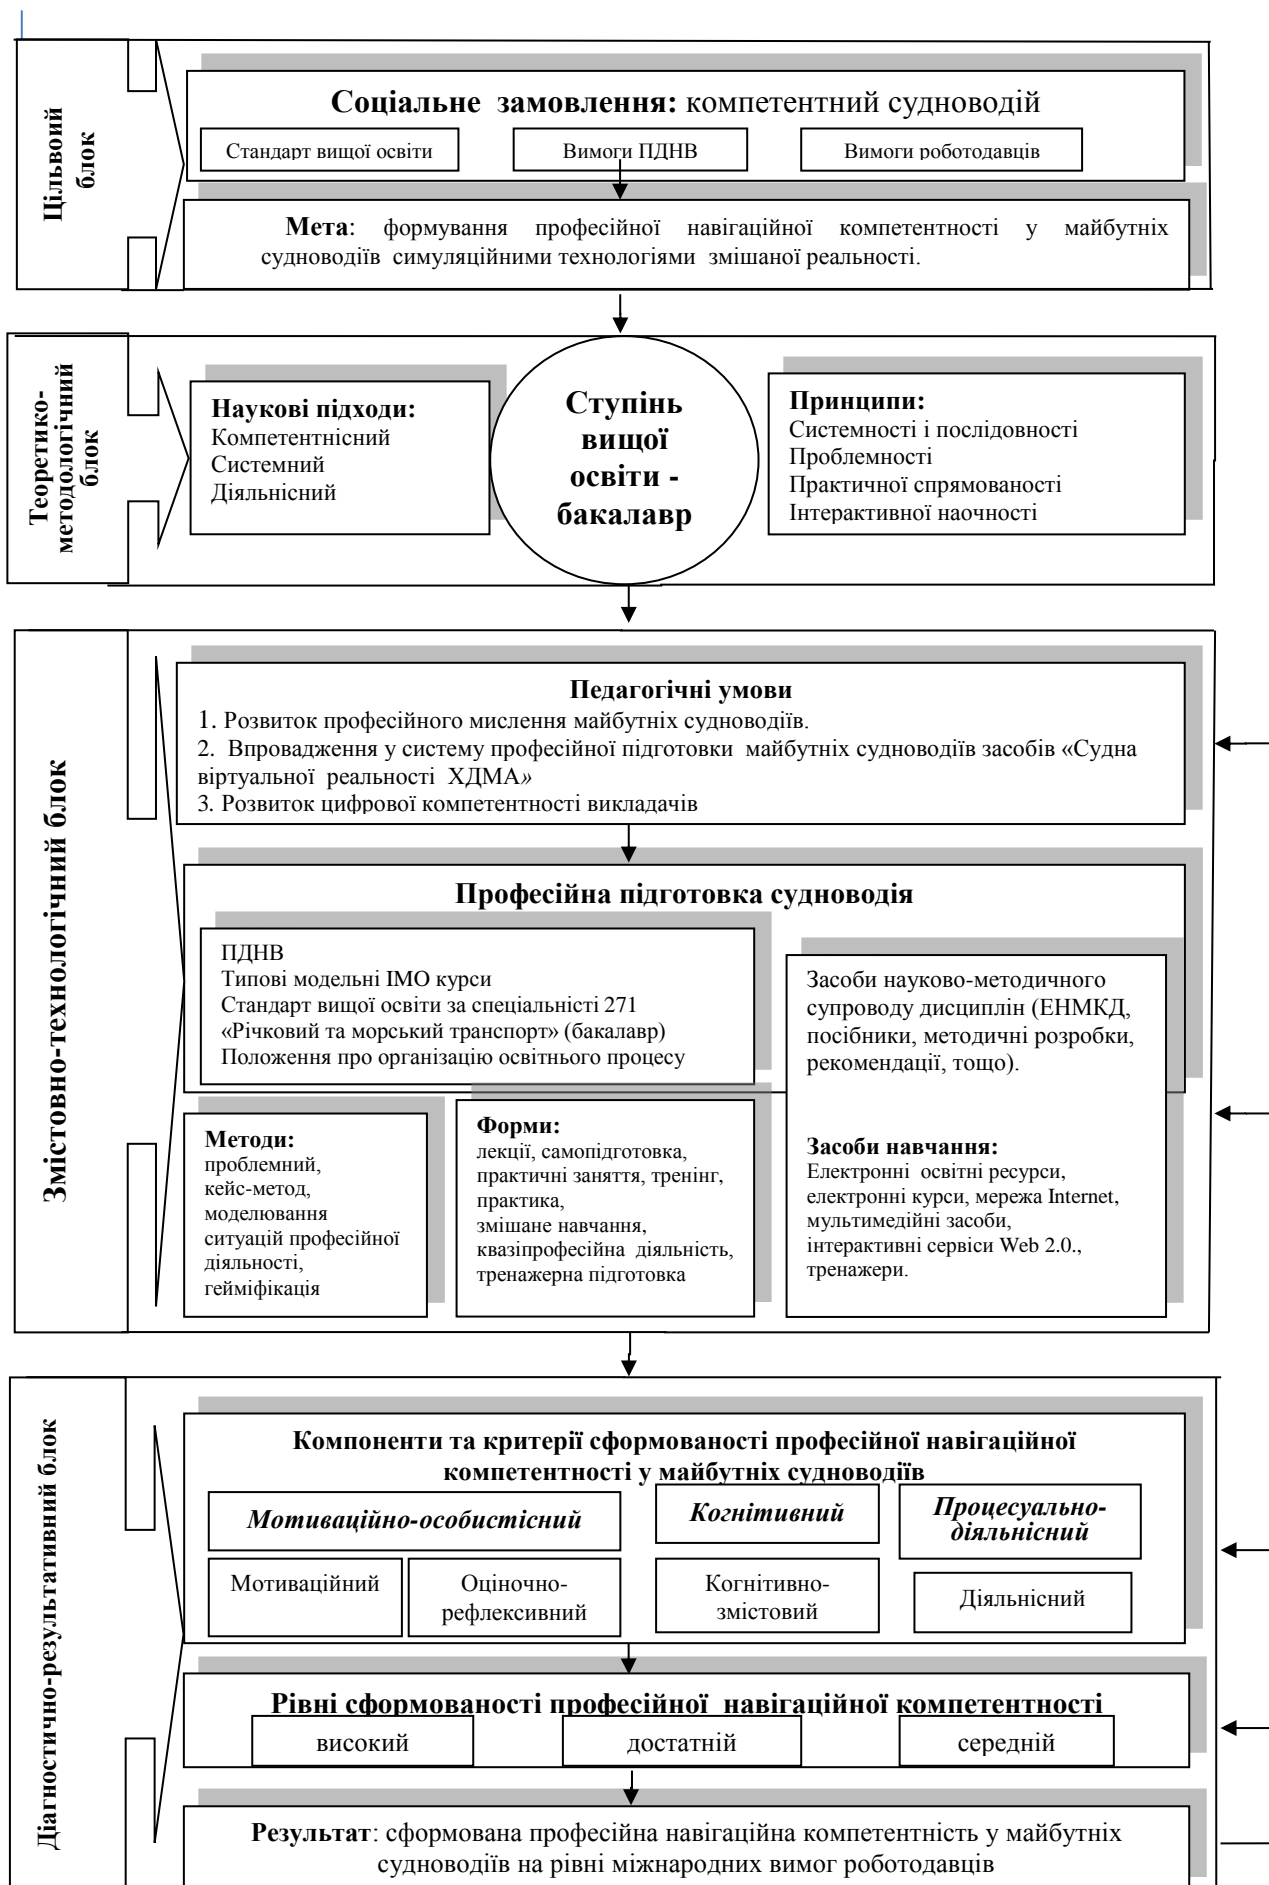 Цільвоий
блок
Соціальне замовлення: компетентний судноводій
Стандарт вищої освіти
Вимоги ПДНВ
Вимоги роботодавців
Мета: формування професійної навігаційної компетентності у майбутніх
судноводіїв симуляційними технологіями змішаної реальності.
Теоретико-
методологічний
блок
Наукові підходи:
Компетентнісний
Системний
Діяльнісний
Ступінь
вищої
освіти -
бакалавр
Принципи:
Системності і послідовності
Проблемності
Практичної спрямованості
Інтерактивної наочності
Змістовно-технологічний блок
Педагогічні умови
1. Розвиток професійного мислення майбутніх судноводіїв.
2. Впровадження у систему професійної підготовки майбутніх судноводіїв засобів «Судна
віртуальної реальності ХДМА»
3. Розвиток цифрової компетентності викладачів
Професійна підготовка судноводія
ПДНВ
Типові модельні ІМО курси
Стандарт вищої освіти за спеціальністі 271
«Річковий та морський транспорт» (бакалавр)
Положення про організацію освітнього процесу
Засоби науково-методичного
супроводу дисциплін (ЕНМКД,
посібники, методичні розробки,
рекомендації, тощо).
Методи:
проблемний,
кейс-метод,
моделювання
ситуацій професійної
діяльності,
гейміфікація
Форми:
лекції, самопідготовка,
практичні заняття, тренінг,
практика,
змішане навчання,
квазіпрофесійна діяльність,
тренажерна підготовка
Засоби навчання:
Електронні освітні ресурси,
електронні курси, мережа Internet,
мультимедійні засоби,
інтерактивні сервіси Web 2.0.,
тренажери.
Діагностично-результативний блок
Компоненти та критерії сформованості професійної навігаційної
компетентності у майбутніх судноводіїв
Мотиваційно-особистісний
Когнітивний
Процесуально-
діяльнісний
Мотиваційний
Оціночно-
рефлексивний
Когнітивно-
змістовий
Діяльнісний
Рівні сформованості професійної навігаційної компетентності
високий
достатній
середній
Результат: сформована професійна навігаційна компетентність у майбутніх
судноводіїв на рівні міжнародних вимог роботодавців